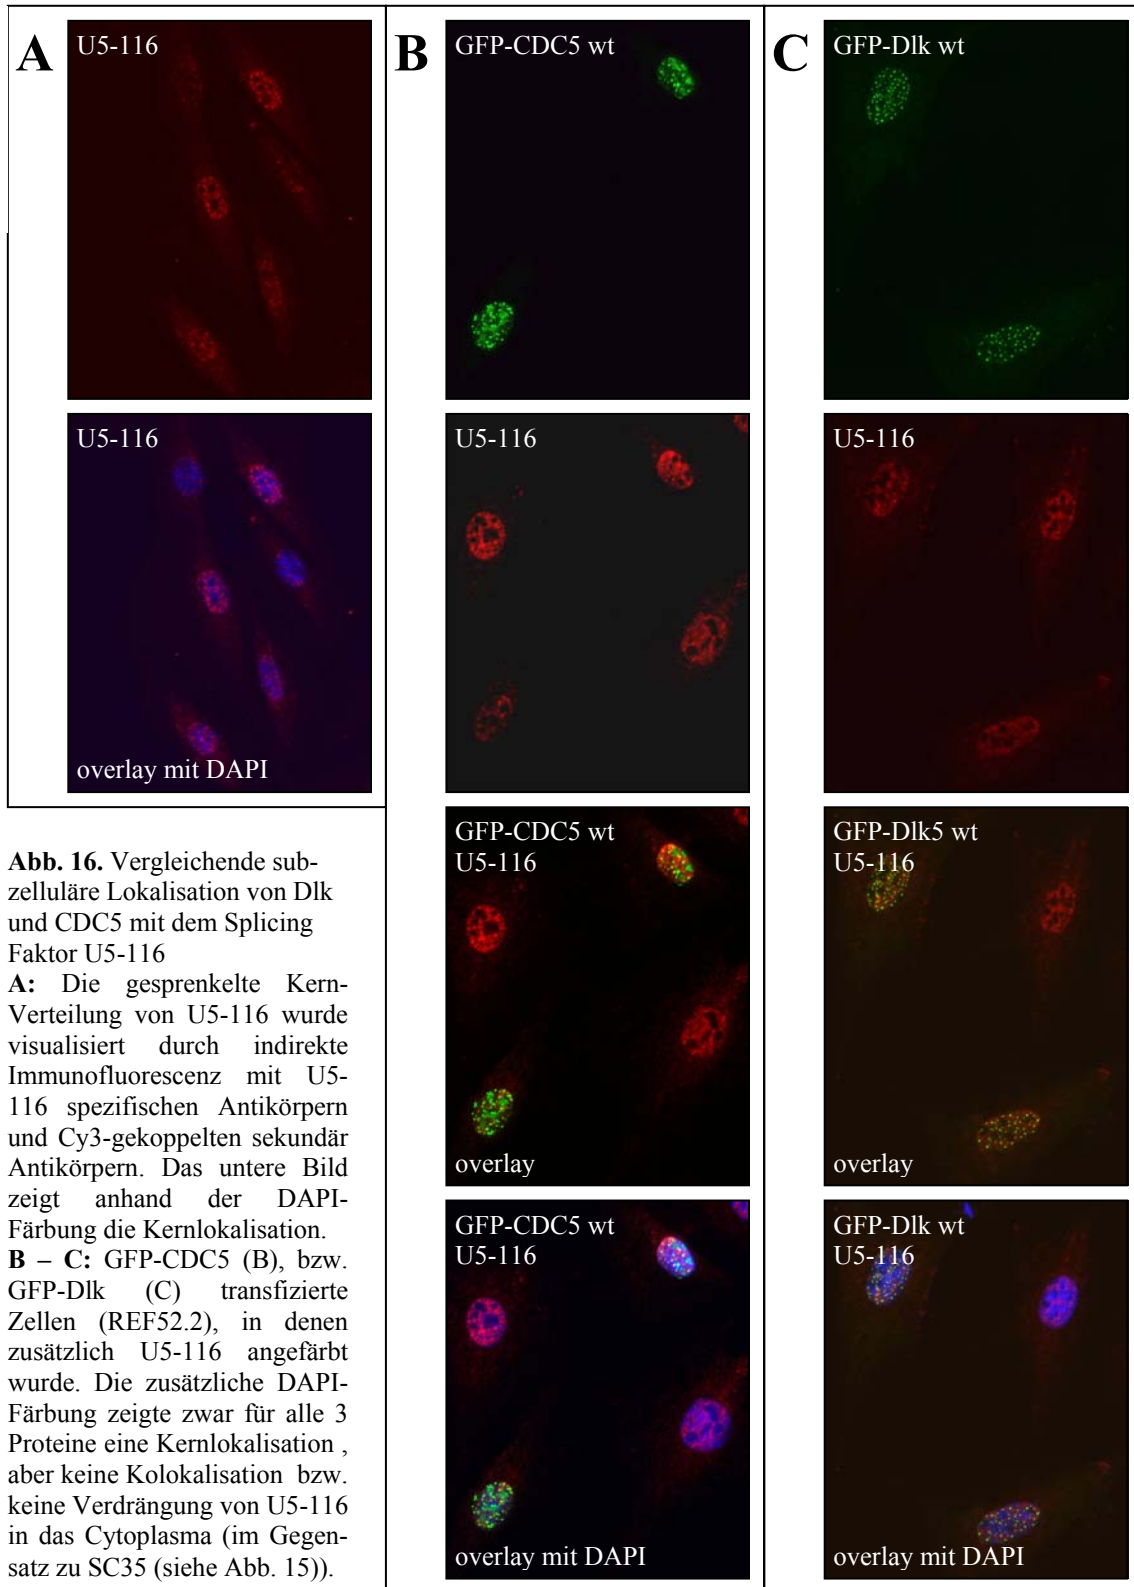 A
U5-116
U5-116
overlay mit DAPI
B
GFP-CDC5 wt
U5-116
GFP-CDC5 wt
U5-116
overlay
GFP-CDC5 wt
U5-116
overlay mit DAPI
C
GFP-Dlk wt
U5-116
GFP-Dlk5 wt
U5-116
overlay
GFP-Dlk wt
U5-116
overlay mit DAPI
Abb. 16. Vergleichende sub-
zelluläre Lokalisation von Dlk
und CDC5 mit dem Splicing
Faktor U5-116
A: Die gesprenkelte Kern-
Verteilung von U5-116 wurde
visualisiert durch indirekte
Immunofluorescenz mit U5-
116 spezifischen Antikörpern
und Cy3-gekoppelten sekundär
Antikörpern. Das untere Bild
zeigt anhand der DAPI-
Färbung die Kernlokalisation.
B – C: GFP-CDC5 (B), bzw.
GFP-Dlk (C) transfizierte
Zellen (REF52.2), in denen
zusätzlich U5-116 angefärbt
wurde. Die zusätzliche DAPI-
Färbung zeigte zwar für alle 3
Proteine eine Kernlokalisation ,
aber keine Kolokalisation bzw.
keine Verdrängung von U5-116
in das Cytoplasma (im Gegen-
satz zu SC35 (siehe Abb. 15)).